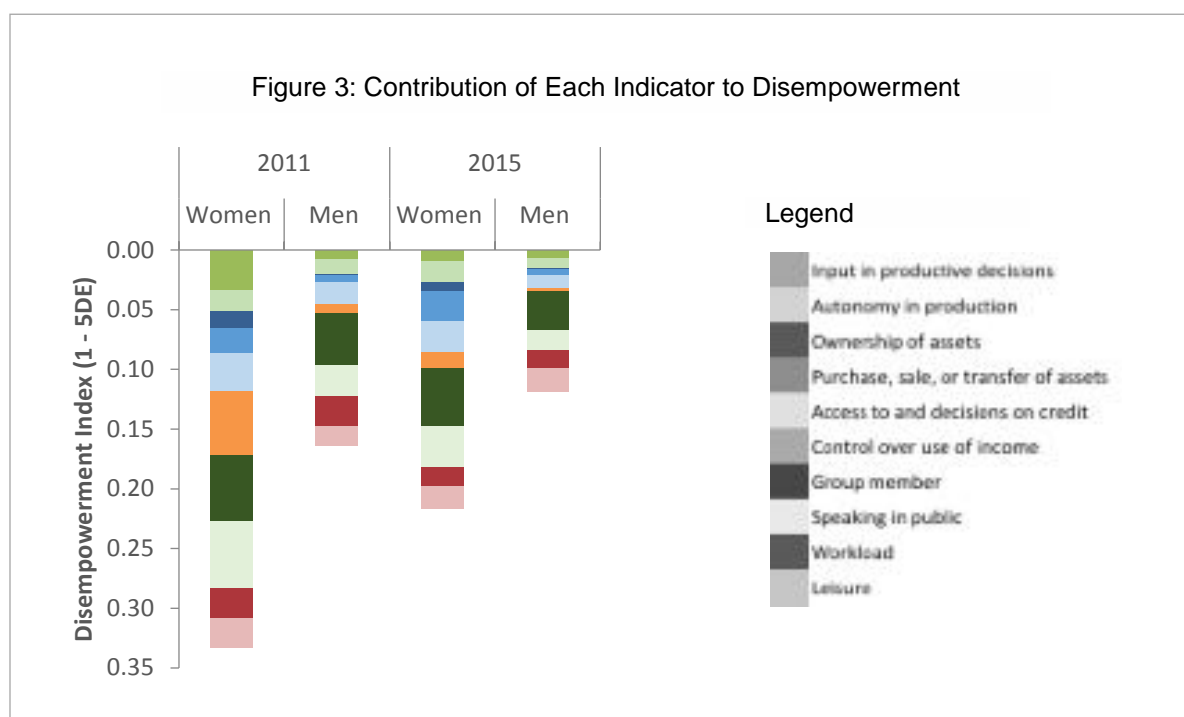 Figure 3: Contribution of Each Indicator to Disempowerment
2011 2015
Women Men Women Men
Disempowerment Index (1 - 5DE)
0.00
0.05
0.10
0.15
0.20
0.25
0.30
0.35
Legend
Input in productive decisions
Autonomy in production
Ownership of assets
Purchase, sale, or transfer of assets
Access to and decisions on credit
Control over use of income
Group member
Speaking in public
Workload
Leisure